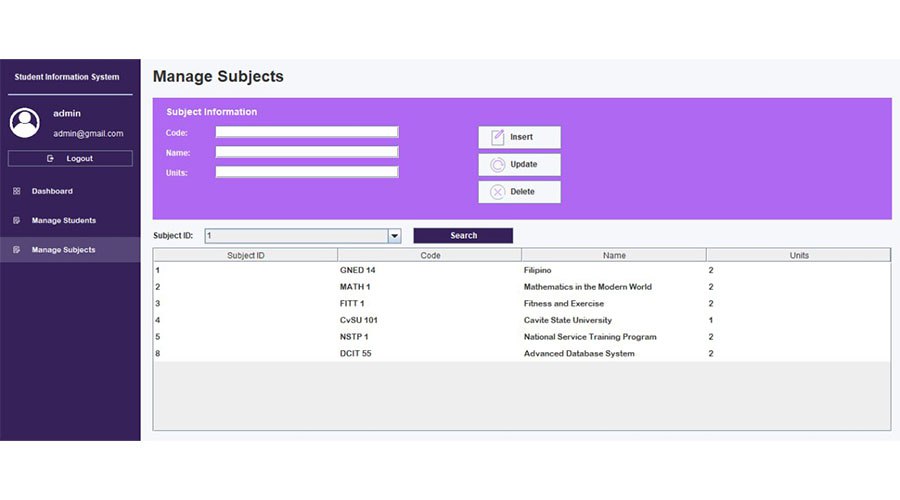 Student Information System
admin
admin@gmail.com
Logout
Dashboard
Manage Students
Manage Subjects
Manage Subjects
Subject Information
Code:
Name:
Units:
Insert
Update
Delete
Subject ID: 1 Search
Subject ID Code Name Units
1 GNED 14 Filipino 2
2 MATH 1 Mathematics in the Modern World 2
3 FITT 1 Fitness and Exercise 2
4 CvSU 101 Cavite State University 1
5 NSTP 1 National Service Training Program 2
8 DCIT 55 Advanced Database System 2